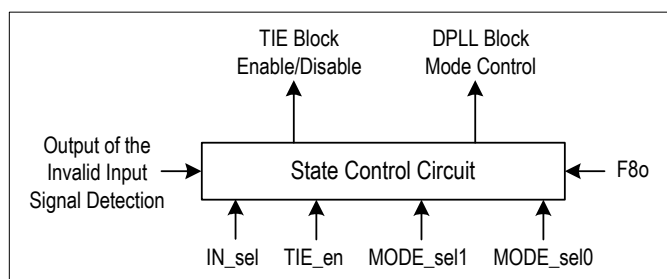 TIE Block
Enable/Disable
DPLL Block
Mode Control
Output of the
Invalid Input
Signal Detection
State Control Circuit
F8o
IN_sel
TIE_en
MODE_sel1
MODE_sel0